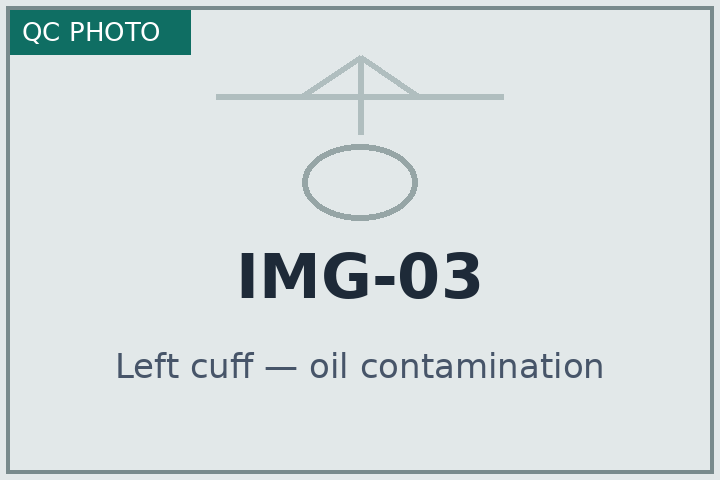 QC PHOTO
IMG-03
Left cuff — oil contamination